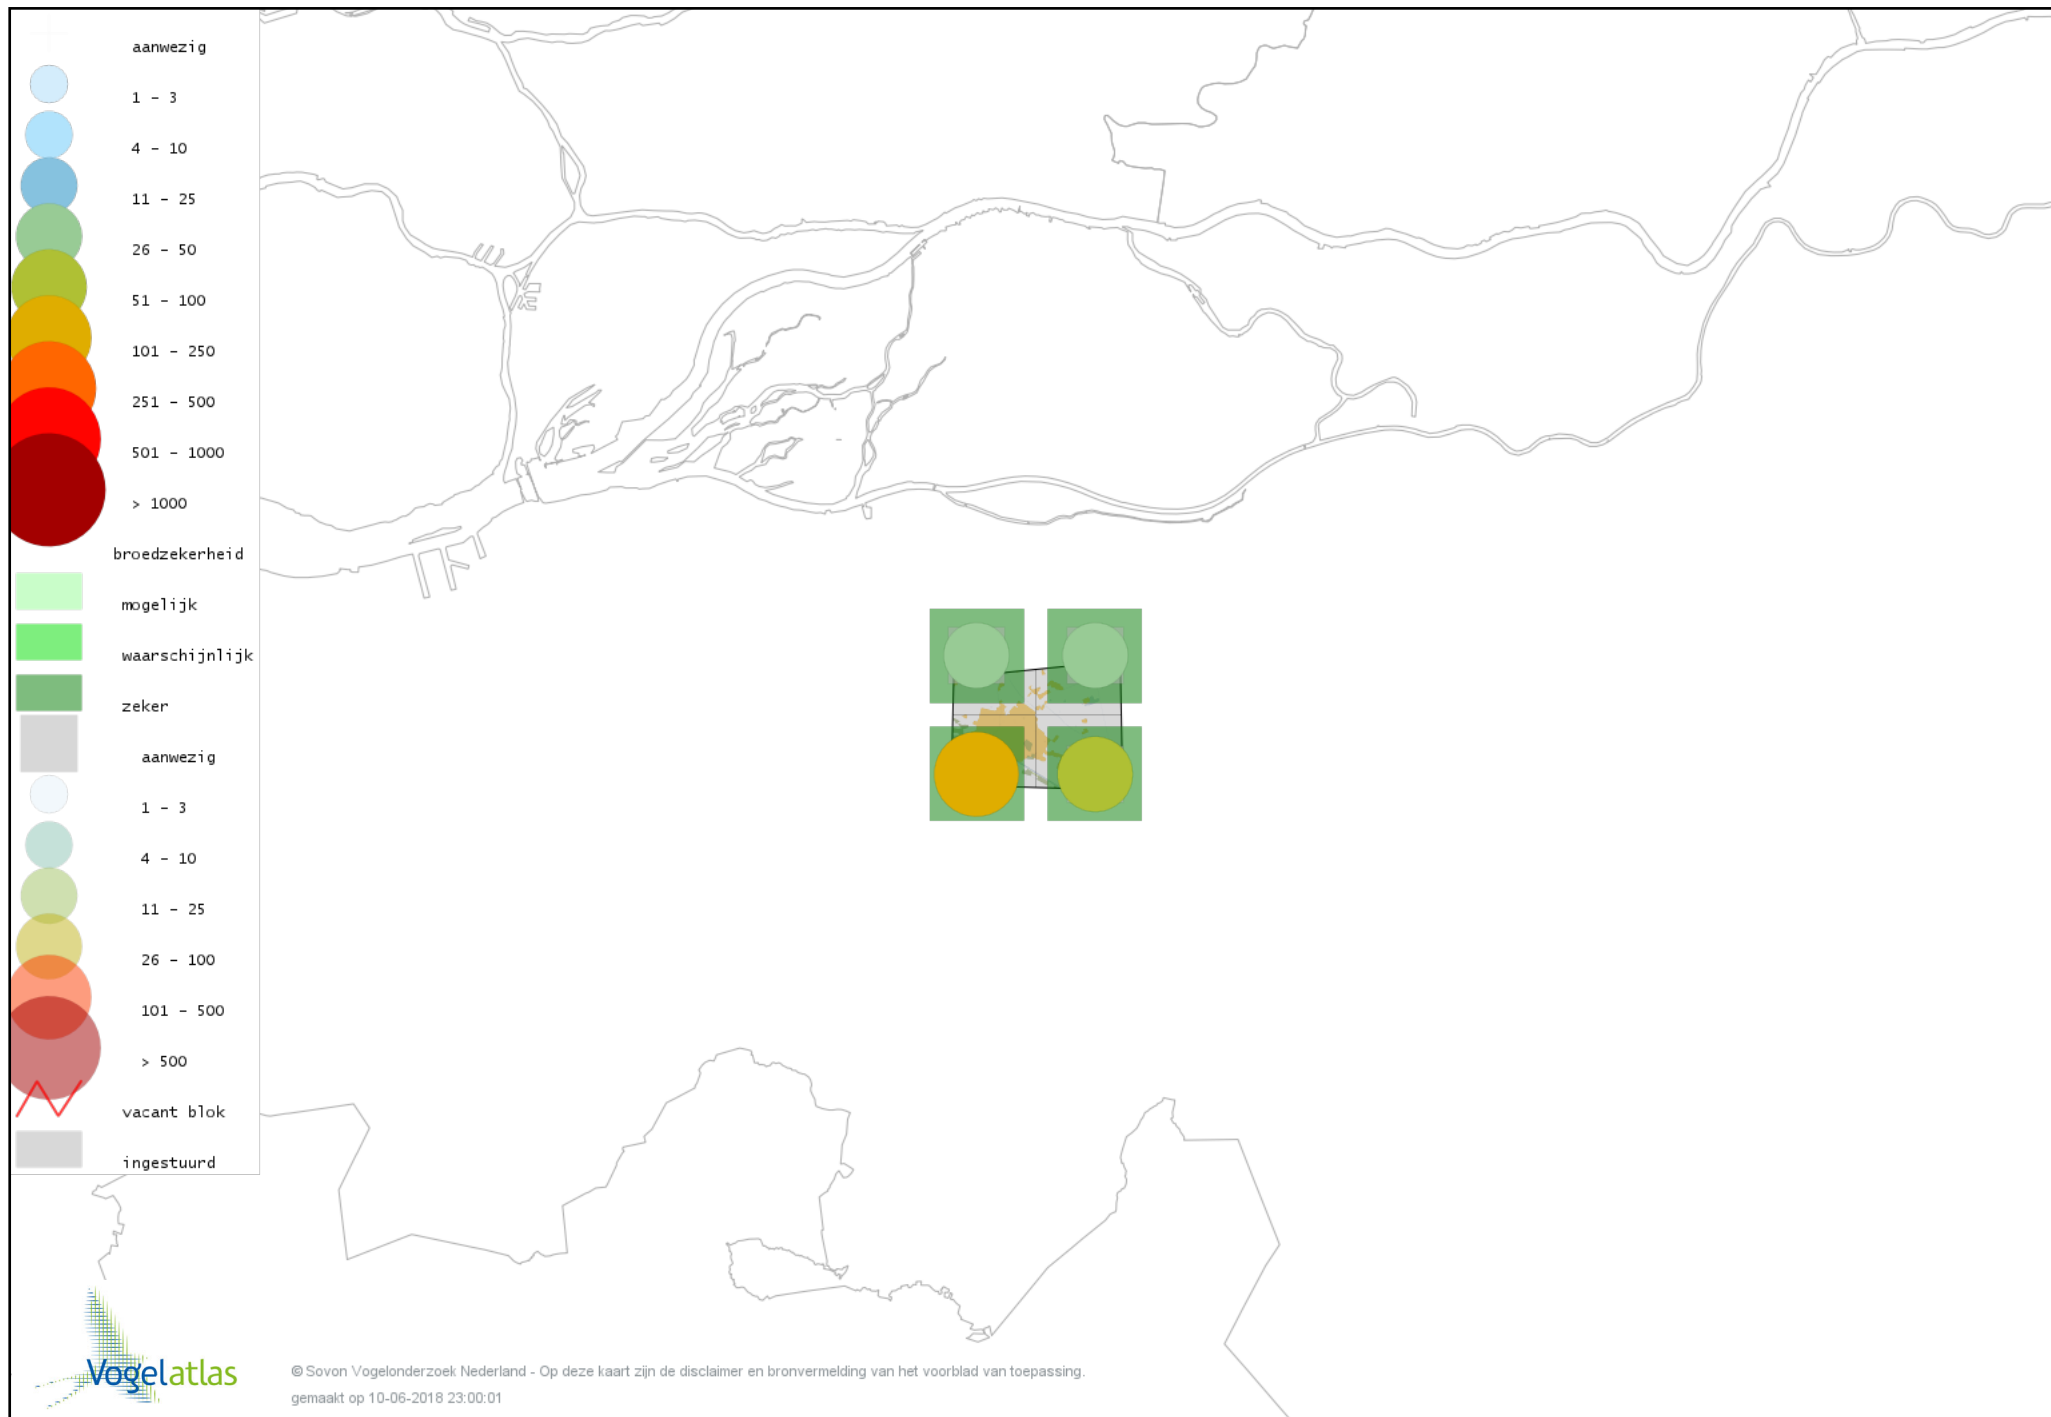 aanwezig
1 - 3
4 - 10
11 - 25
26 - 50
51 - 100
101 - 250
251 - 500
501 - 1000
> 1000
broedzekerheid
mogelijk
waarschijnlijk
zeker
aanwezig
1 - 3
4 - 10
11 - 25
26 - 100
101 - 500
> 500
vacant blok
ingestuurd
Vogelatlas
© Sovon Vogelonderzoek Nederland - Op deze kaart zijn de disclaimer en bronvermelding van het voorblad van toepassing.
gemaakt op 10-06-2018 23:00:01